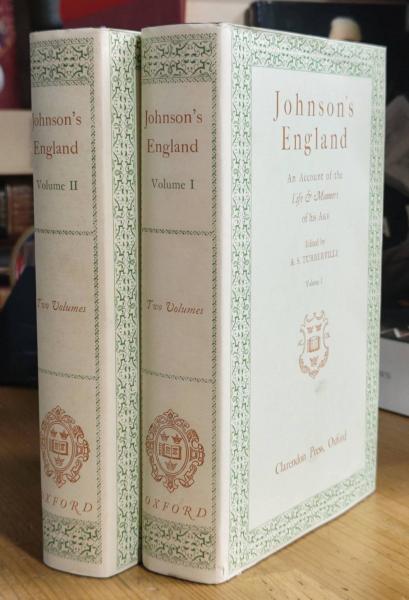 Johnson's
England
Volume II
Two Volumes
OXFORD
Johnson's
England
Volume I
Two Volumes
OXFORD
Johnson's
England
An Account of the
Life & Manners
of his Age
Edited by
A. S. TURBERVILLE
Volume I
Clarendon Press, Oxford